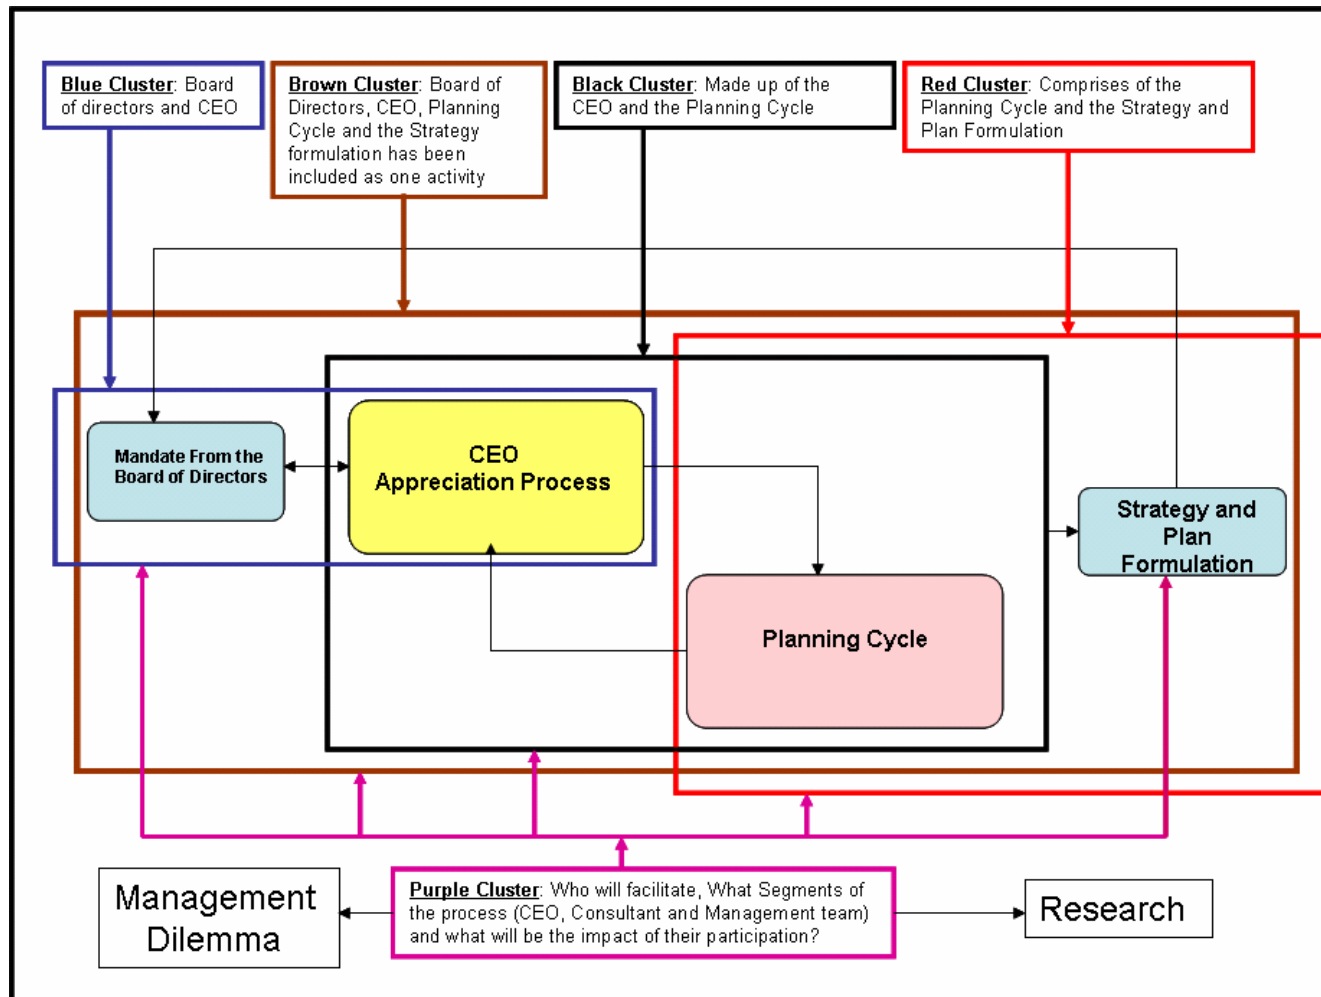 Blue Cluster: Board
of directors and CEO
Brown Cluster: Board of
Directors, CEO, Planning
Cycle and the Strategy
formulation has been
included as one activity
Black Cluster: Made up of the
CEO and the Planning Cycle
Red Cluster: Comprises of the
Planning Cycle and the Strategy and
Plan Formulation
Mandate From the
Board of Directors
CEO
Appreciation Process
Strategy and
Plan
Formulation
Planning Cycle
Management
Dilemma
Purple Cluster: Who will facilitate, What Segments of
the process (CEO, Consultant and Management team)
and what will be the impact of their participation?
Research